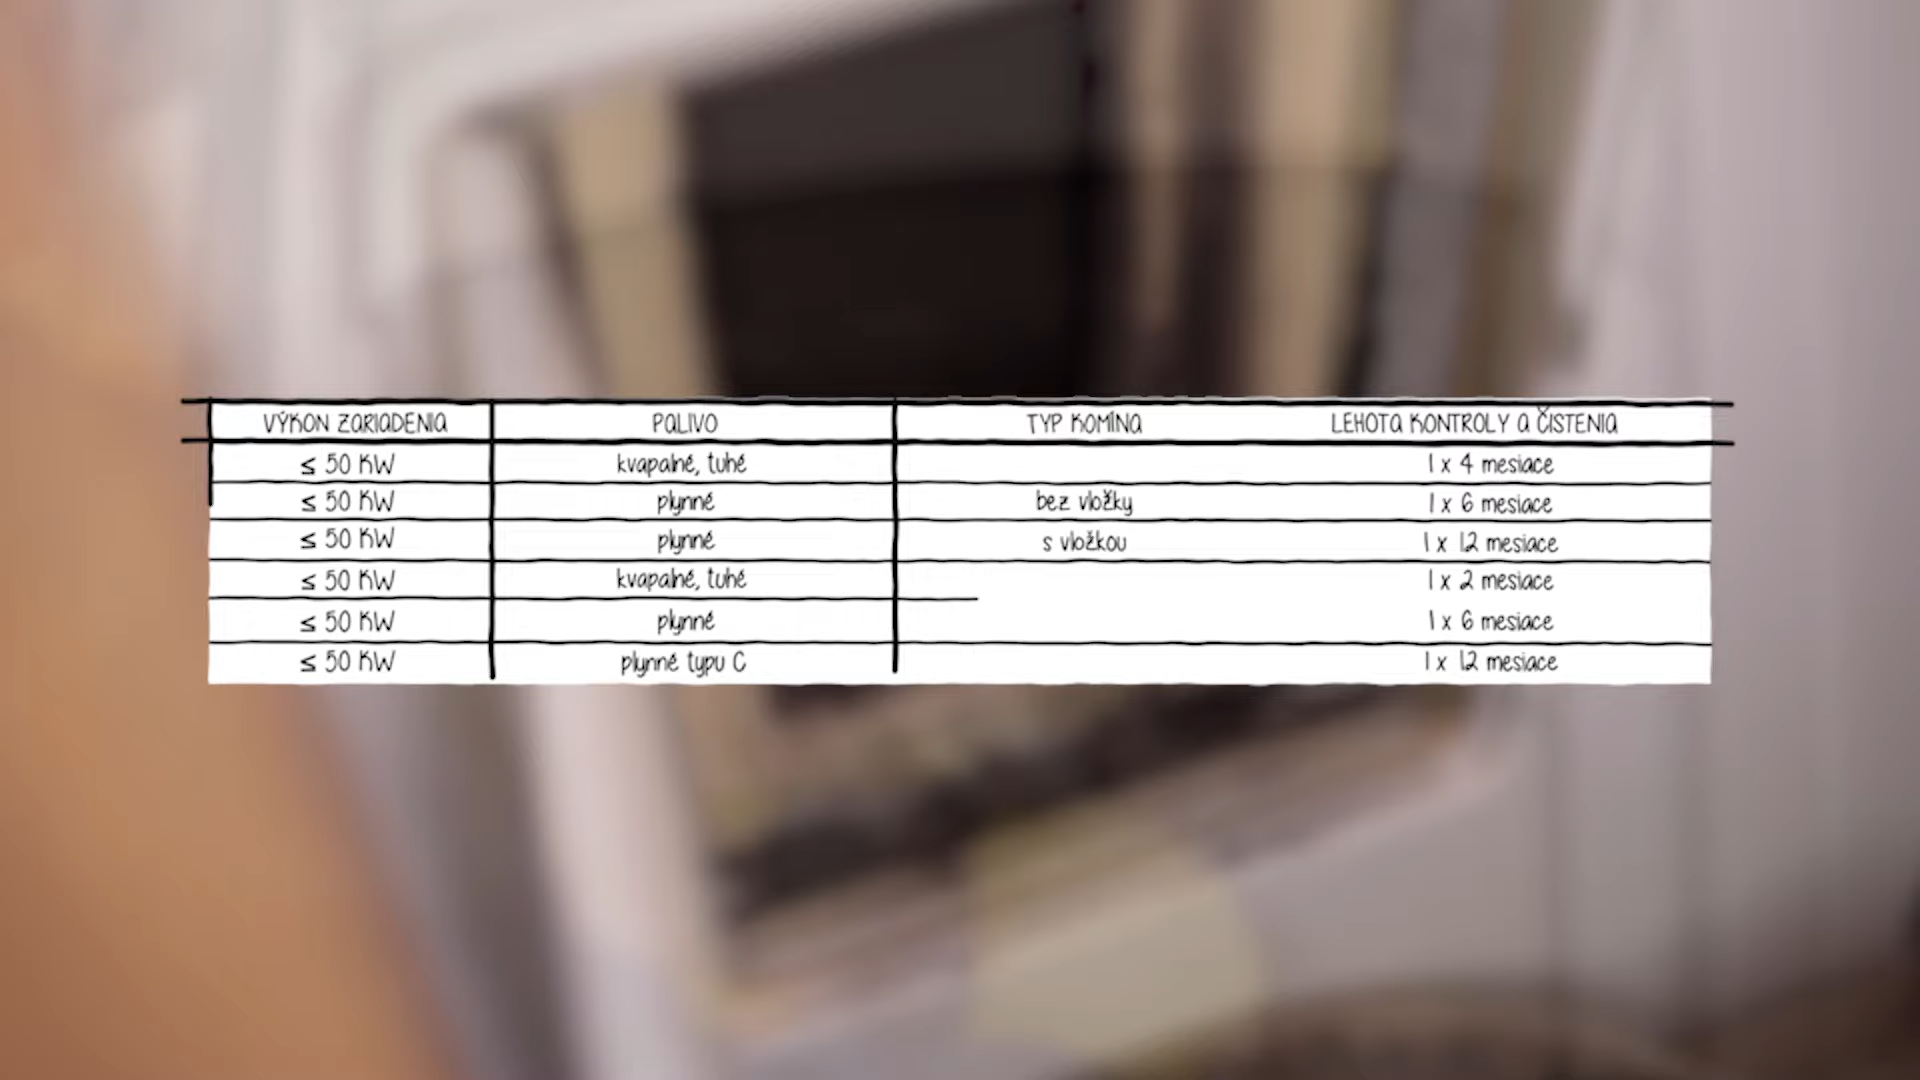 VÝKON ZARIADENIA PALIVO TYP KOMÍNA LEHOTA KONTROLY A ČISTENIA
≤ 50 KW kvapalné, tuhé 1 x 4 mesiace
≤ 50 KW plynné bez vložky 1 x 6 mesiace
≤ 50 KW plynné s vložkou 1 x 12 mesiace
≤ 50 KW kvapalné, tuhé 1 x 2 mesiace
≤ 50 KW plynné 1 x 6 mesiace
≤ 50 KW plynné typu C 1 x 12 mesiace